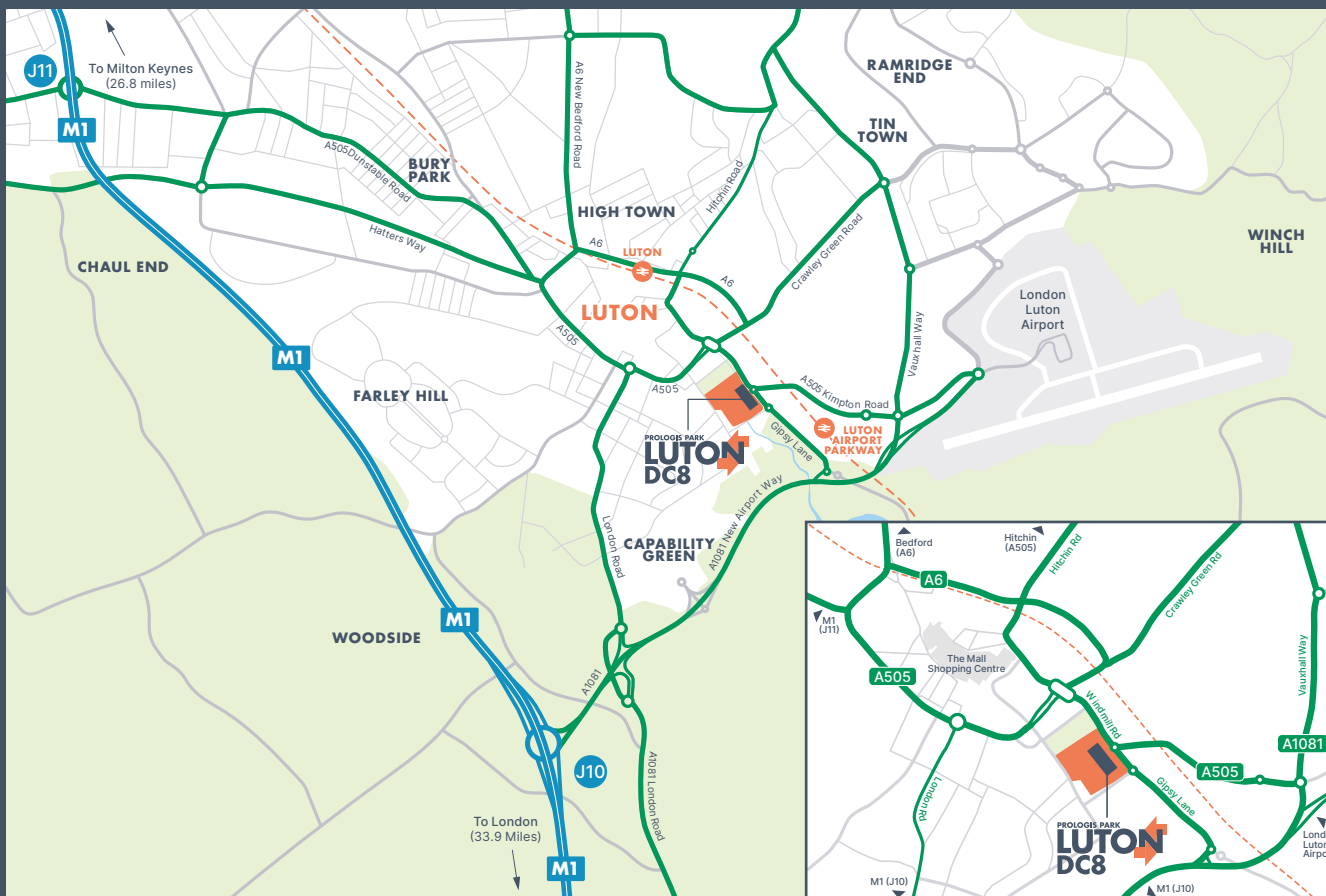 J11
To Milton Keynes
(26.8 miles)
M1
A6 New Bedford Road
RAMRIDGE
END
TIN
TOWN
A505Dunstable Road
BURY
PARK
Hitchin Road
HIGH TOWN
Hatters Way
A6
LUTON
A6
Crawley Green Road
WINCH
HILL
CHAUL END
LUTON
A505
London
Luton
Airport
Vauxhall Way
M1
FARLEY HILL
A505
A505 Kimpton Road
LUTON
AIRPORT
PARKWAY
Gipsy Lane
PROLOGIS PARK
LUTON
DC8
London Road
CAPABILITY
GREEN
A1081 New Airport Way
M1
WOODSIDE
A1081
J10
A1081 London Road
To London
(33.9 Miles)
M1
Bedford
(A6)
Hitchin
(A505)
Hitchin Rd
A6
Crawley Green Rd
M1
(J11)
The Mall
Shopping Centre
A505
Vauxhall Way
Windmill Rd
A1081
A505
London Rd
Gipsy Lane
PROLOGIS PARK
LUTON
DC8
M1 (J10)
M1 (J10)
Lond
Luton
Airpo